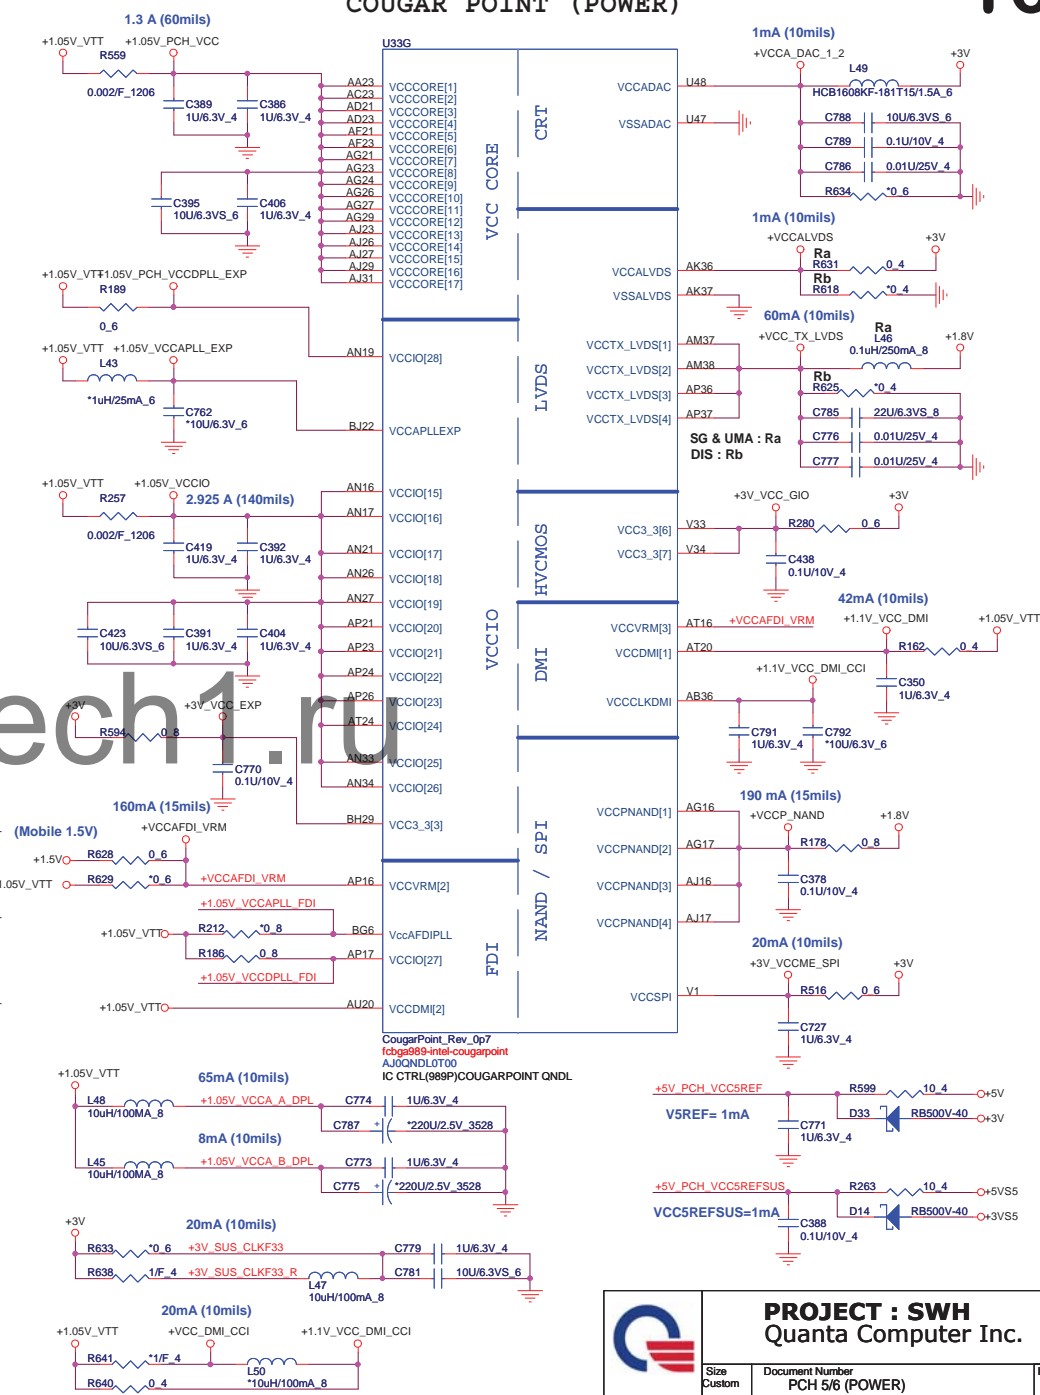 COUGAR POINT (POWER)
1.3 A (60mils)
+1.05V_VTT +1.05V_PCH_VCC
R559
0.002/F_1206
C389
1U/6.3V_4
C386
1U/6.3V_4
C395
10U/6.3VS_6
C406
1U/6.3V_4
+1.05V_VTT +1.05V_PCH_VCCDPLL_EXP
R189
0_6
+1.05V_VTT +1.05V_VCCAPLL_EXP
L43
*1uH/25mA_6
C762
*10U/6.3V_6
+1.05V_VTT +1.05V_VCCIO
R257
2.925 A (140mils)
0.002/F_1206
C419
1U/6.3V_4
C392
1U/6.3V_4
C423
10U/6.3VS_6
C391
1U/6.3V_4
C404
1U/6.3V_4
ech1.ru
+3V
+3V_VCC_EXP
R594 0_8
C770
0.1U/10V_4
160mA (15mils)
(Mobile 1.5V)
+VCCAFDI_VRM
+1.5V R628 0_6
1.05V_VTT R629 *0_6 +VCCAFDI_VRM
+1.05V_VCCAPLL_FDI
+1.05V_VTT R212 *0_8
R186 0_8
+1.05V_VCCDPLL_FDI
+1.05V_VTT
U33G
AA23 VCCCORE[1]
AC23 VCCCORE[2]
AD21 VCCCORE[3]
AD23 VCCCORE[4]
AF21 VCCCORE[5]
AF23 VCCCORE[6]
AG21 VCCCORE[7]
AG23 VCCCORE[8]
AG24 VCCCORE[9]
AG26 VCCCORE[10]
AG27 VCCCORE[11]
AG29 VCCCORE[12]
AJ23 VCCCORE[13]
AJ26 VCCCORE[14]
AJ27 VCCCORE[15]
AJ29 VCCCORE[16]
AJ31 VCCCORE[17]
AN19 VCCIO[28]
BJ22 VCCAPLLEXP
AN16 VCCIO[15]
AN17 VCCIO[16]
AN21 VCCIO[17]
AN26 VCCIO[18]
AN27 VCCIO[19]
AP21 VCCIO[20]
AP23 VCCIO[21]
AP24 VCCIO[22]
AP26 VCCIO[23]
AT24 VCCIO[24]
AN33 VCCIO[25]
AN34 VCCIO[26]
BH29 VCC3_3[3]
AP16 VCCVRM[2]
BG6 VccAFDIPLL
AP17 VCCIO[27]
AU20 VCCDMI[2]
VCC CORE
VCCIO
FDI
CRT
LVDS
HVCMOS
DMI
NAND / SPI
VCCADAC U48
VSSADAC U47
VCCALVDS AK36
VSSALVDS AK37
VCCTX_LVDS[1] AM37
VCCTX_LVDS[2] AM38
VCCTX_LVDS[3] AP36
VCCTX_LVDS[4] AP37
VCC3_3[6] V33
VCC3_3[7] V34
VCCVRM[3] AT16 +VCCAFDI_VRM
VCCDMI[1] AT20
VCCCLKDMI AB36
VCCPNAND[1] AG16
VCCPNAND[2] AG17
VCCPNAND[3] AJ16
VCCPNAND[4] AJ17
VCCSPI V1
CougarPoint_Rev_0p7
fcbga989-intel-cougarpoint
AJ0QNDL0T00
IC CTRL(989P)COUGARPOINT QNDL
1mA (10mils)
+VCCA_DAC_1_2 +3V
L49
HCB1608KF-181T15/1.5A_6
C788 10U/6.3VS_6
C789 0.1U/10V_4
C786 0.01U/25V_4
R634 *0_6
1mA (10mils)
+VCCALVDS +3V
Ra
R631 0_4
Rb
R618 *0_4
60mA (10mils)
+VCC_TX_LVDS Ra +1.8V
L46
0.1uH/250mA_8
Rb
R625 *0_4
C785 22U/6.3VS_8
C776 0.01U/25V_4
C777 0.01U/25V_4
SG & UMA : Ra
DIS : Rb
+3V_VCC_GIO +3V
R280 0_6
C438
0.1U/10V_4
42mA (10mils)
+1.1V_VCC_DMI +1.05V_VTT
R162 0_4
+1.1V_VCC_DMI_CCI
C350
1U/6.3V_4
C791
1U/6.3V_4
C792
*10U/6.3V_6
190 mA (15mils)
+VCCP_NAND +1.8V
R178 0_8
C378
0.1U/10V_4
20mA (10mils)
+3V_VCCME_SPI +3V
R516 0_6
C727
1U/6.3V_4
+5V_PCH_VCC5REF R599 10_4 +5V
V5REF= 1mA
D33 RB500V-40 +3V
C771
1U/6.3V_4
+5V_PCH_VCC5REFSUS R263 10_4 +5VS5
VCC5REFSUS=1mA
D14 RB500V-40 +3VS5
C388
0.1U/10V_4
+1.05V_VTT
65mA (10mils)
L48
10uH/100MA_8
+1.05V_VCCA_A_DPL C774 1U/6.3V_4
C787 + *220U/2.5V_3528
8mA (10mils)
L45
10uH/100MA_8
+1.05V_VCCA_B_DPL C773 1U/6.3V_4
C775 + *220U/2.5V_3528
+3V
20mA (10mils)
R633 *0_6 +3V_SUS_CLKF33 C779 1U/6.3V_4
R638 1/F_4 +3V_SUS_CLKF33_R C781 10U/6.3VS_6
L47
10uH/100mA_8
20mA (10mils)
+1.05V_VTT +VCC_DMI_CCI +1.1V_VCC_DMI_CCI
R641 *1/F_4
L50
*10uH/100mA_8
R640 0_4
PROJECT : SWH
Quanta Computer Inc.
Size
Custom
Document Number
PCH 5/6 (POWER)